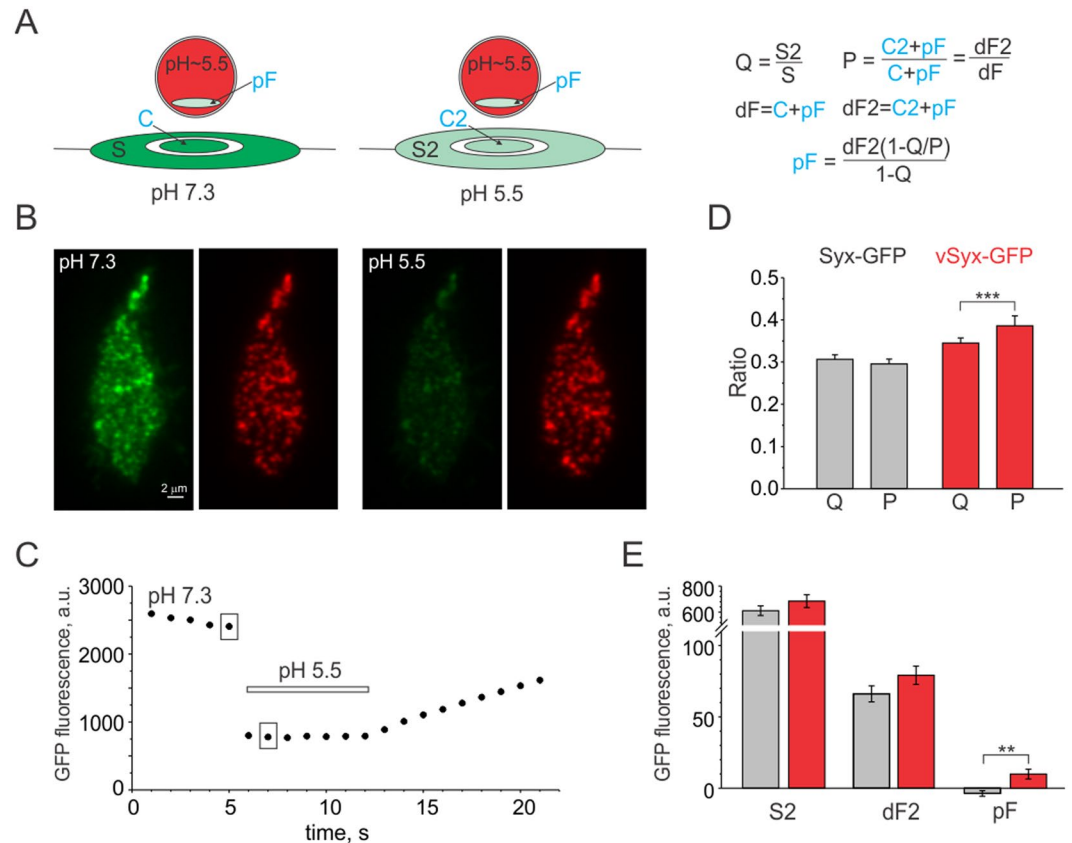 A
pH~5.5
pF
C
S
pH 7.3
pH~5.5
pF
C2
S2
pH 5.5
Q = S2/S
P = C2+pF/C+pF = dF2/dF
dF=C+pF dF2=C2+pF
pF = dF2(1-Q/P)/1-Q
B
pH 7.3
2 µm
pH 5.5
D
Syx-GFP vSyx-GFP
***
Ratio
0.5
0.4
0.3
0.3
0.1
0.0
Q P Q P
C
GFP fluorescence, a.u.
3000
2500
1000
1000
0
pH 7.3
pH 5.5
0 5 10 15 20
time, s
E
GFP fluorescence, a.u.
800
600
100
50
0
**
S2 dF2 pF